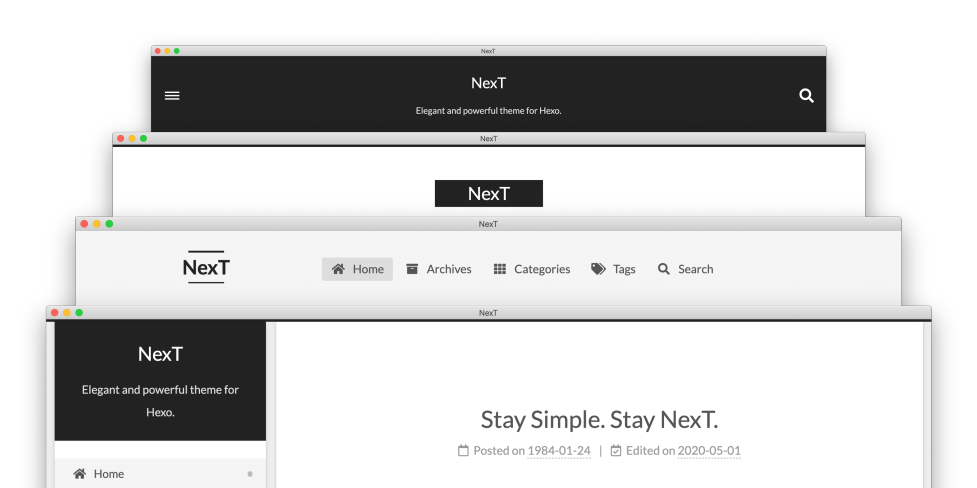 NexT
NexT
Elegant and powerful theme for Hexo.
NexT
NexT
NexT
NexT
Home Archives Categories Tags Search
NexT
NexT
Elegant and powerful theme for
Hexo.
Home
Stay Simple. Stay NexT.
Posted on 1984-01-24 | Edited on 2020-05-01